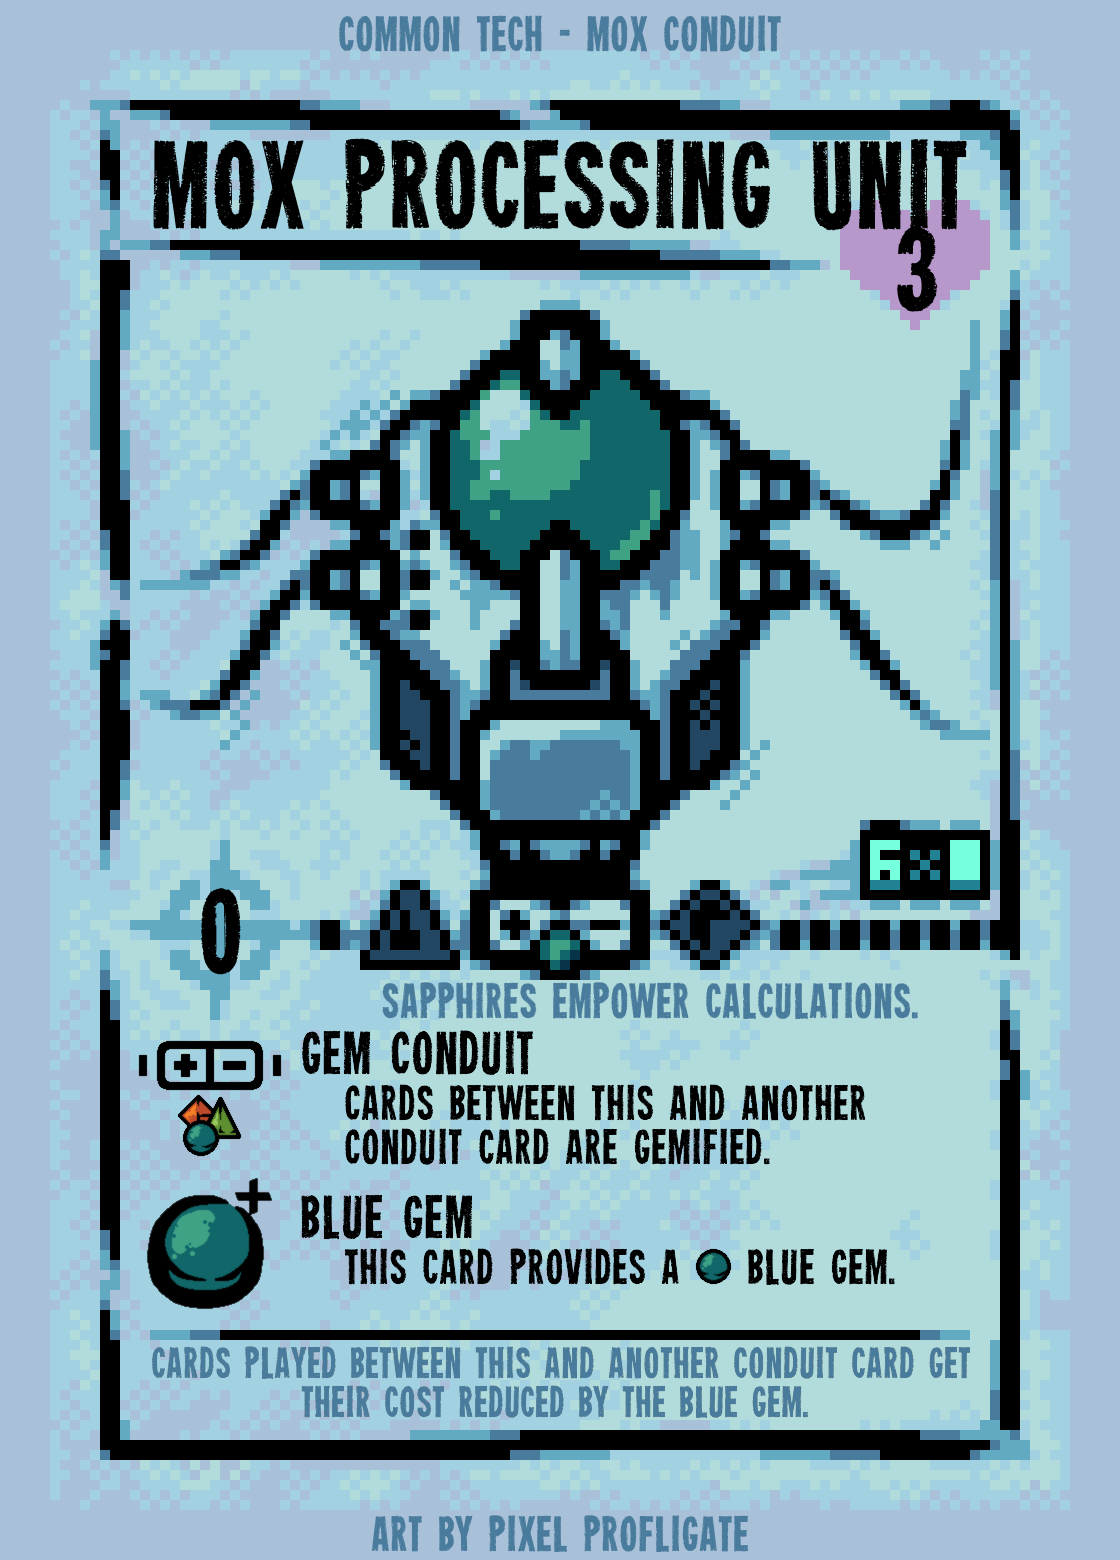 COMMON TECH - MOX CONDUIT
MOX PROCESSING UNIT
3
6×
0
SAPPHIRES EMPOWER CALCULATIONS.
GEM CONDUIT
CARDS BETWEEN THIS AND ANOTHER
CONDUIT CARD ARE GEMIFIED.
BLUE GEM
THIS CARD PROVIDES A BLUE GEM.
CARDS PLAYED BETWEEN THIS AND ANOTHER CONDUIT CARD GET
THEIR COST REDUCED BY THE BLUE GEM.
ART BY PIXEL PROFLIGATE